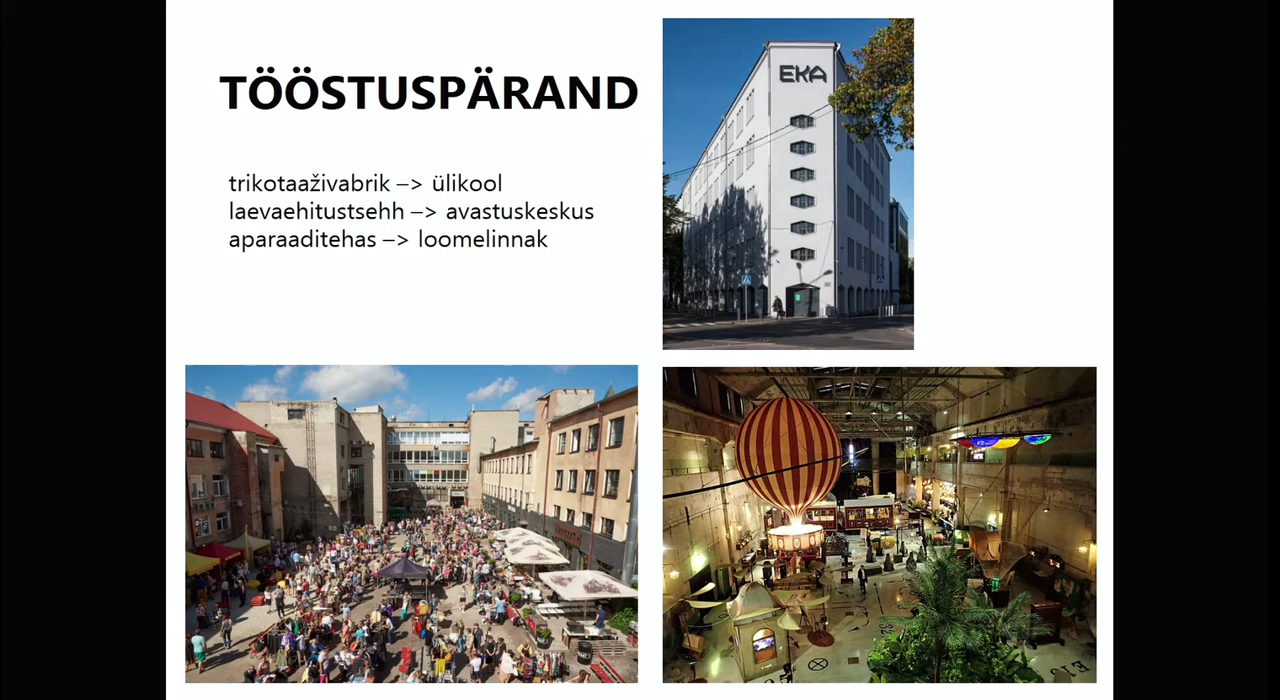 TÖÖSTUSPÄRAND
trikotaaživabrik –> ülikool
laevaehitustsehh –> avastuskeskus
aparaaditehas –> loomelinnak
EKA